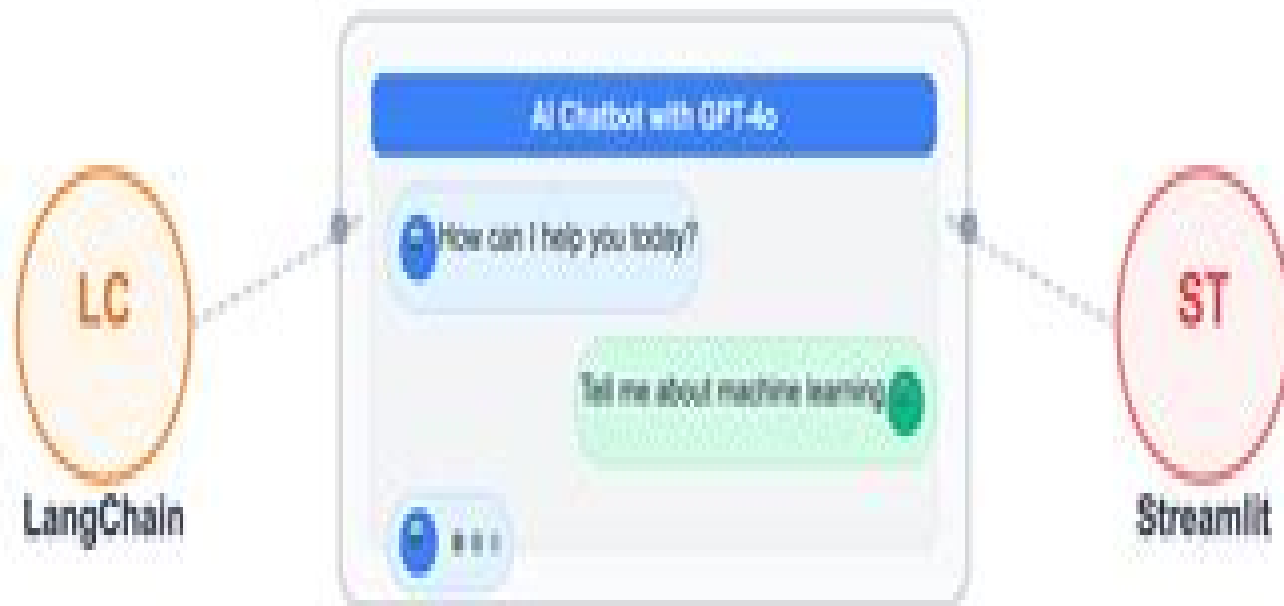 AI Chatbot with GPT-4o
How can I help you today?
LC
ST
Tell me about machine learning
LangChain
Streamlit